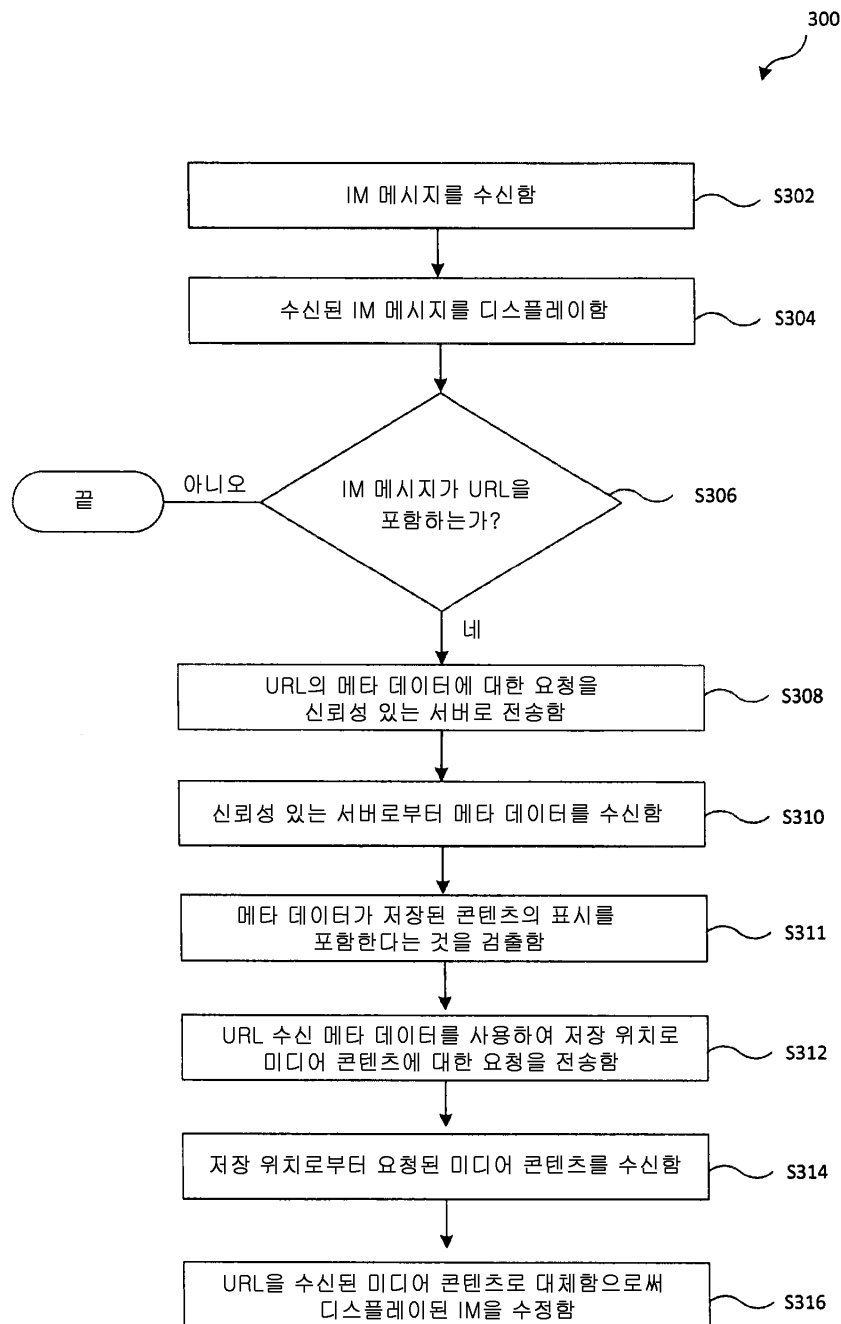 300
IM 메시지를 수신함
S302
수신된 IM 메시지를 디스플레이함
S304
IM 메시지가 URL을
포함하는가?
S306
아니오
끝
네
URL의 메타 데이터에 대한 요청을
신뢰성 있는 서버로 전송함
S308
신뢰성 있는 서버로부터 메타 데이터를 수신함
S310
메타 데이터가 저장된 콘텐츠의 표시를
포함한다는 것을 검출함
S311
URL 수신 메타 데이터를 사용하여 저장 위치로
미디어 콘텐츠에 대한 요청을 전송함
S312
저장 위치로부터 요청된 미디어 콘텐츠를 수신함
S314
URL을 수신된 미디어 콘텐츠로 대체함으로써
디스플레이된 IM을 수정함
S316